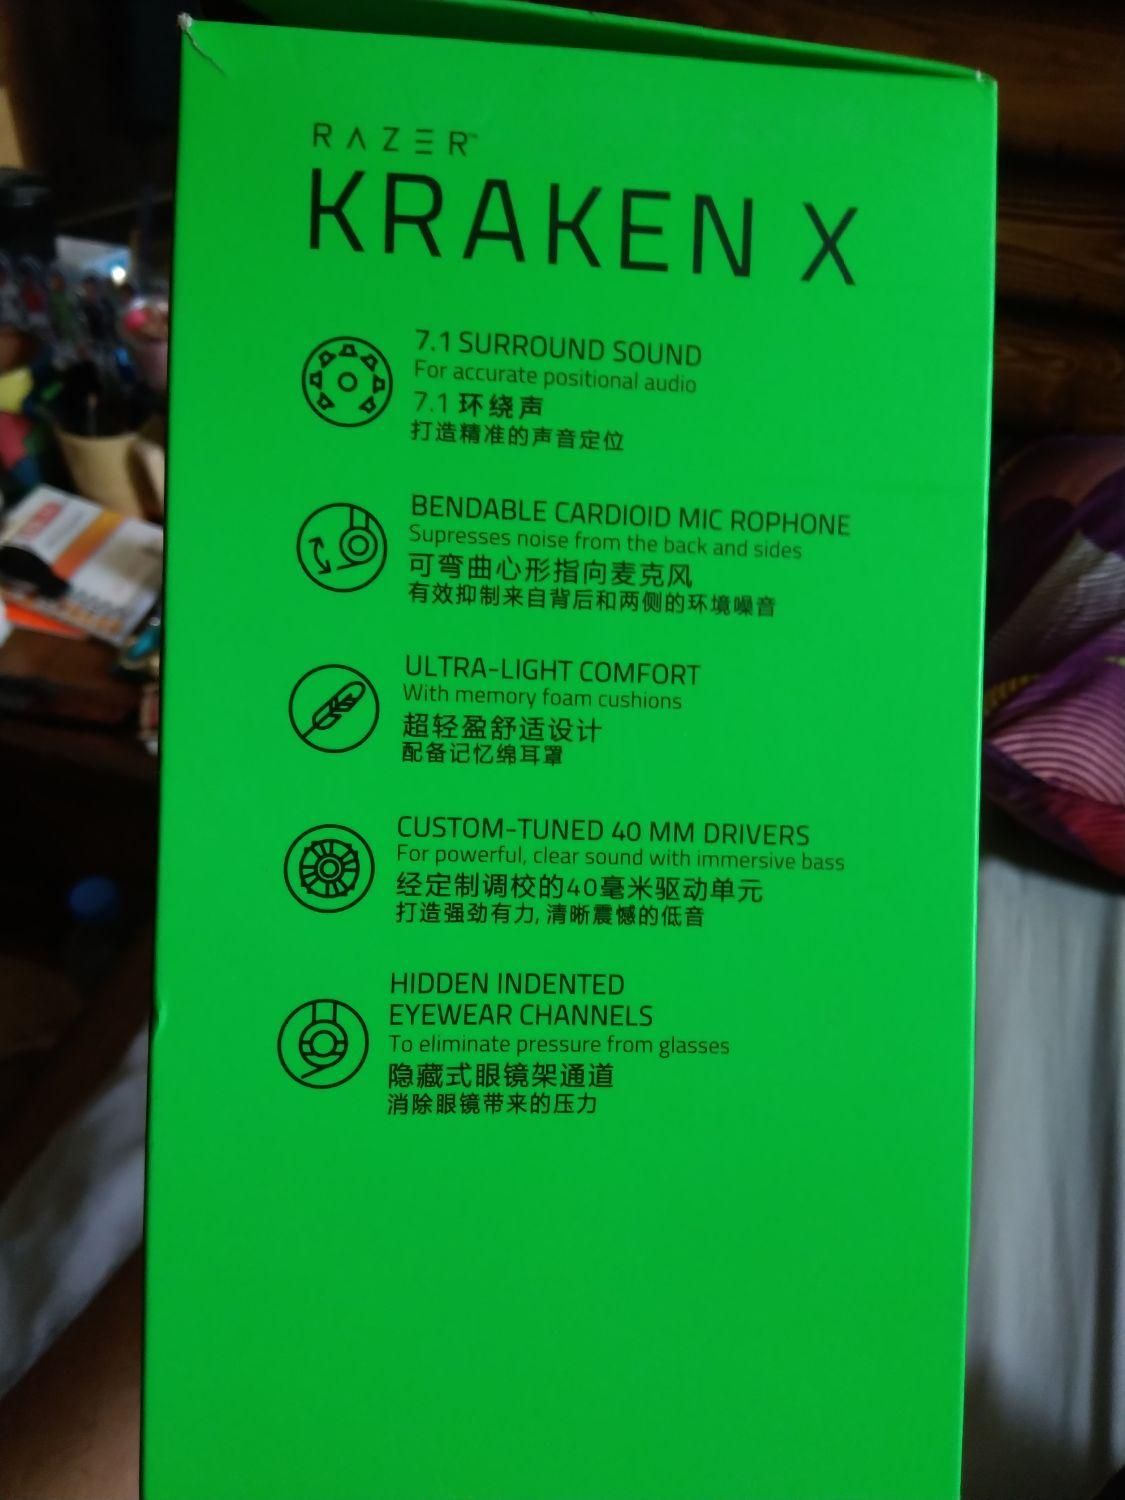 RAZER™
KRAKEN X
7.1 SURROUND SOUND
For accurate positional audio
7.1 环绕声
打造精准的声音定位
BENDABLE CARDIOID MIC ROPHONE
Supresses noise from the back and sides
可弯曲心形指向麦克风
有效抑制来自背后和两侧的环境噪音
ULTRA-LIGHT COMFORT
With memory foam cushions
超轻盈舒适设计
配备记忆绵耳罩
CUSTOM-TUNED 40 MM DRIVERS
For powerful, clear sound with immersive bass
经定制调校的40毫米驱动单元
打造强劲有力, 清晰震憾的低音
HIDDEN INDENTED
EYEWEAR CHANNELS
To eliminate pressure from glasses
隐藏式眼镜架通道
消除眼镜带来的压力